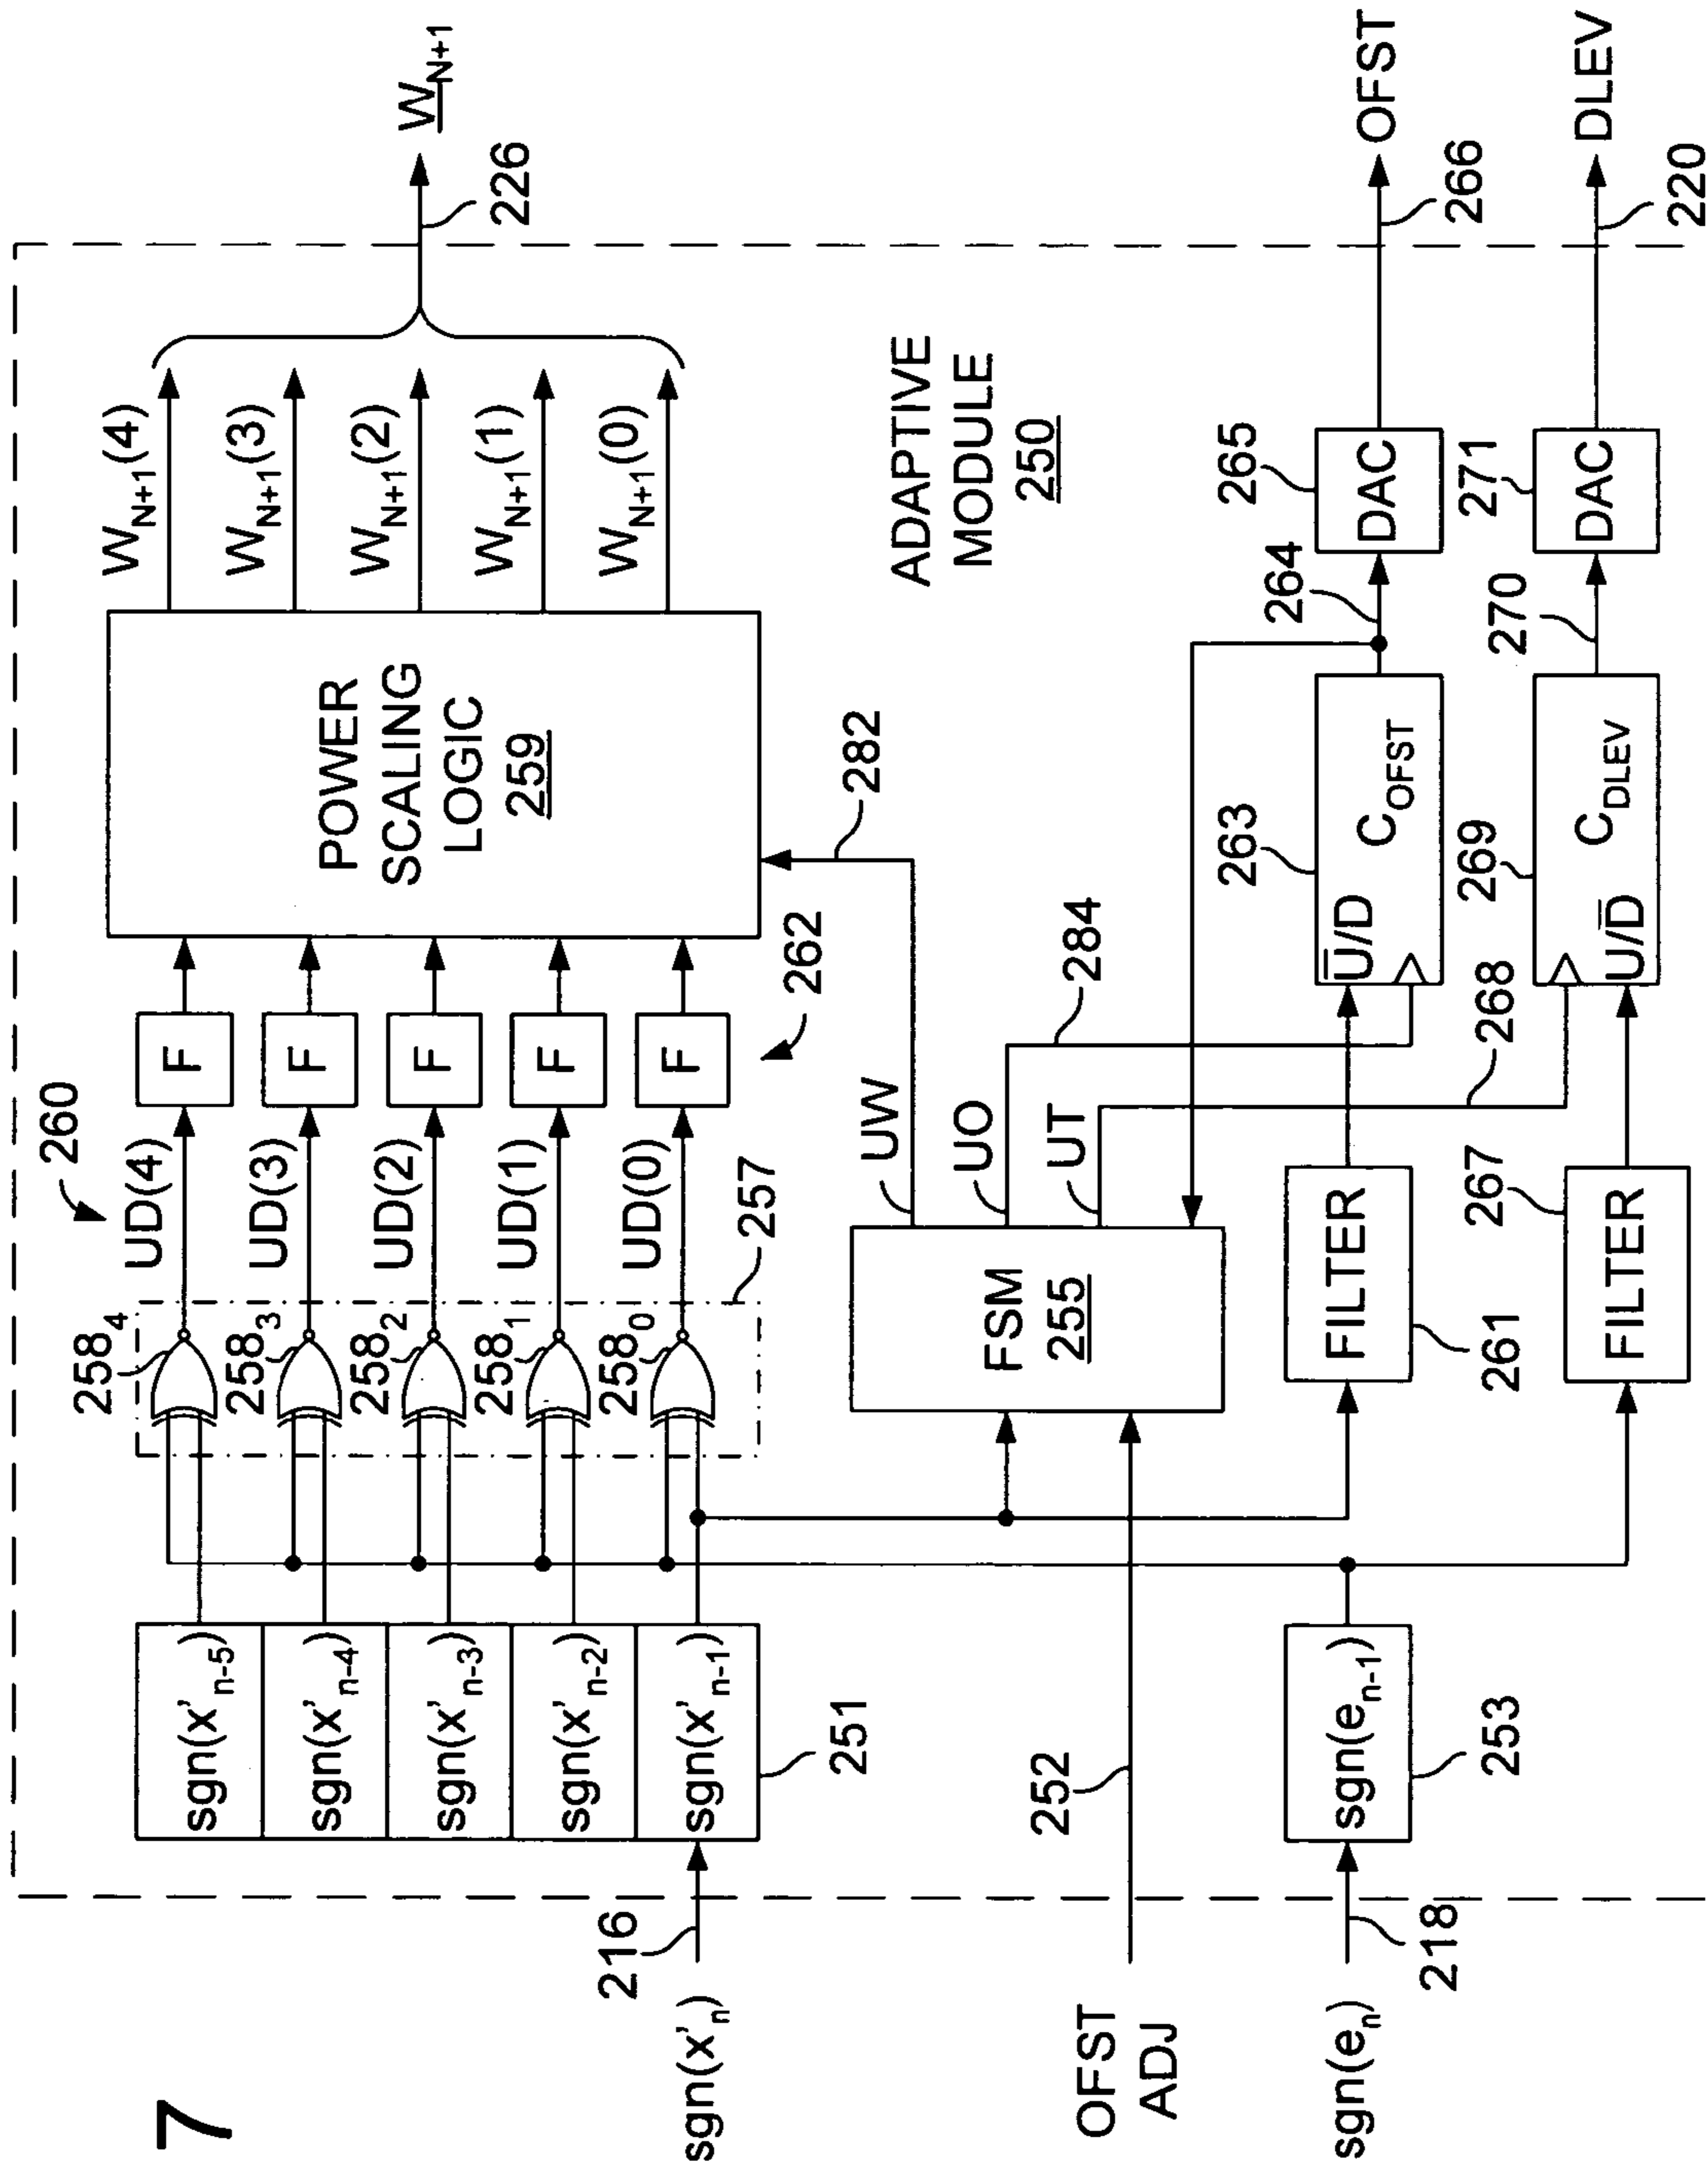 7
sgn(x'n)
216
OFST
ADJ
252
sgn(en)
218
sgn(x'n-5)
sgn(x'n-4)
sgn(x'n-3)
sgn(x'n-2)
sgn(x'n-1)
251
sgn(en-1)
253
2584
2583
2582
2581
2580
257
UD(4)
UD(3)
UD(2)
UD(1)
UD(0)
260
F
F
F
F
F
262
POWER
SCALING
LOGIC
259
WN+1(4)
WN+1(3)
WN+1(2)
WN+1(1)
WN+1(0)
WN+1
226
ADAPTIVE
MODULE
250
FSM
255
UW
UO
UT
282
284
268
FILTER
261
FILTER
267
U̅/D
COFST
263
U/D̅
CDLEV
269
264
270
DAC
265
DAC
271
OFST
266
DLEV
220